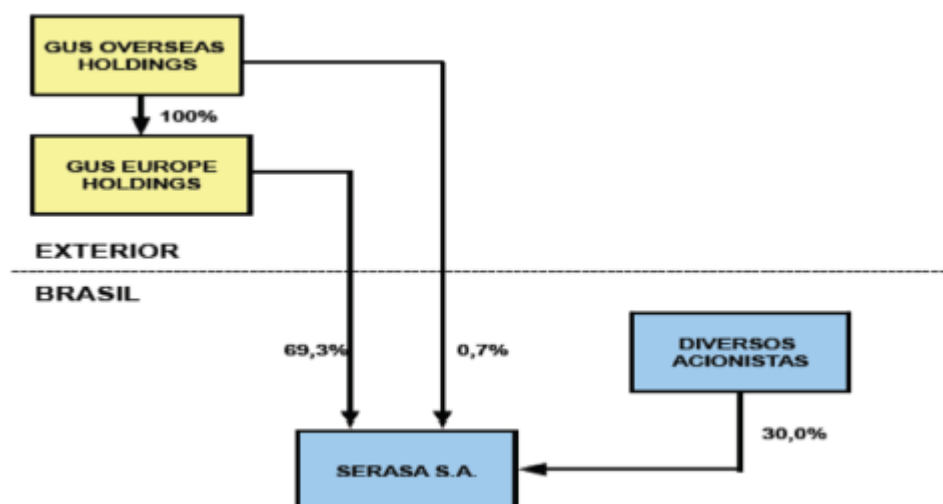 GUS OVERSEAS
HOLDINGS
100%
GUS EUROPE
HOLDINGS
EXTERIOR
BRASIL
69,3%
0,7%
DIVERSOS
ACIONISTAS
30,0%
SERASA S.A.